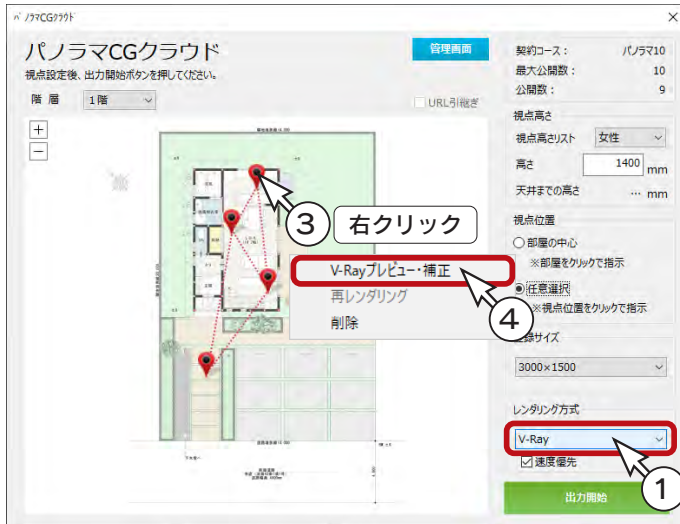 パノラマCGクラウド
パノラマCGクラウド
管理画面
視点設定後、出力開始ボタンを押してください。
階 層 1階
URL引継ぎ
契約コース： パノラマ10
最大公開数： 10
公開数： 9
視点高さ
視点高さリスト 女性
高さ 1400 mm
天井までの高さ … mm
視点位置
部屋の中心
※部屋をクリックで指示
任意選択
※視点位置をクリックで指示
登録サイズ
3000×1500
レンダリング方式
V-Ray
速度優先
出力開始
③ 右クリック
V-Rayプレビュー・補正
再レンダリング
削除
④
①